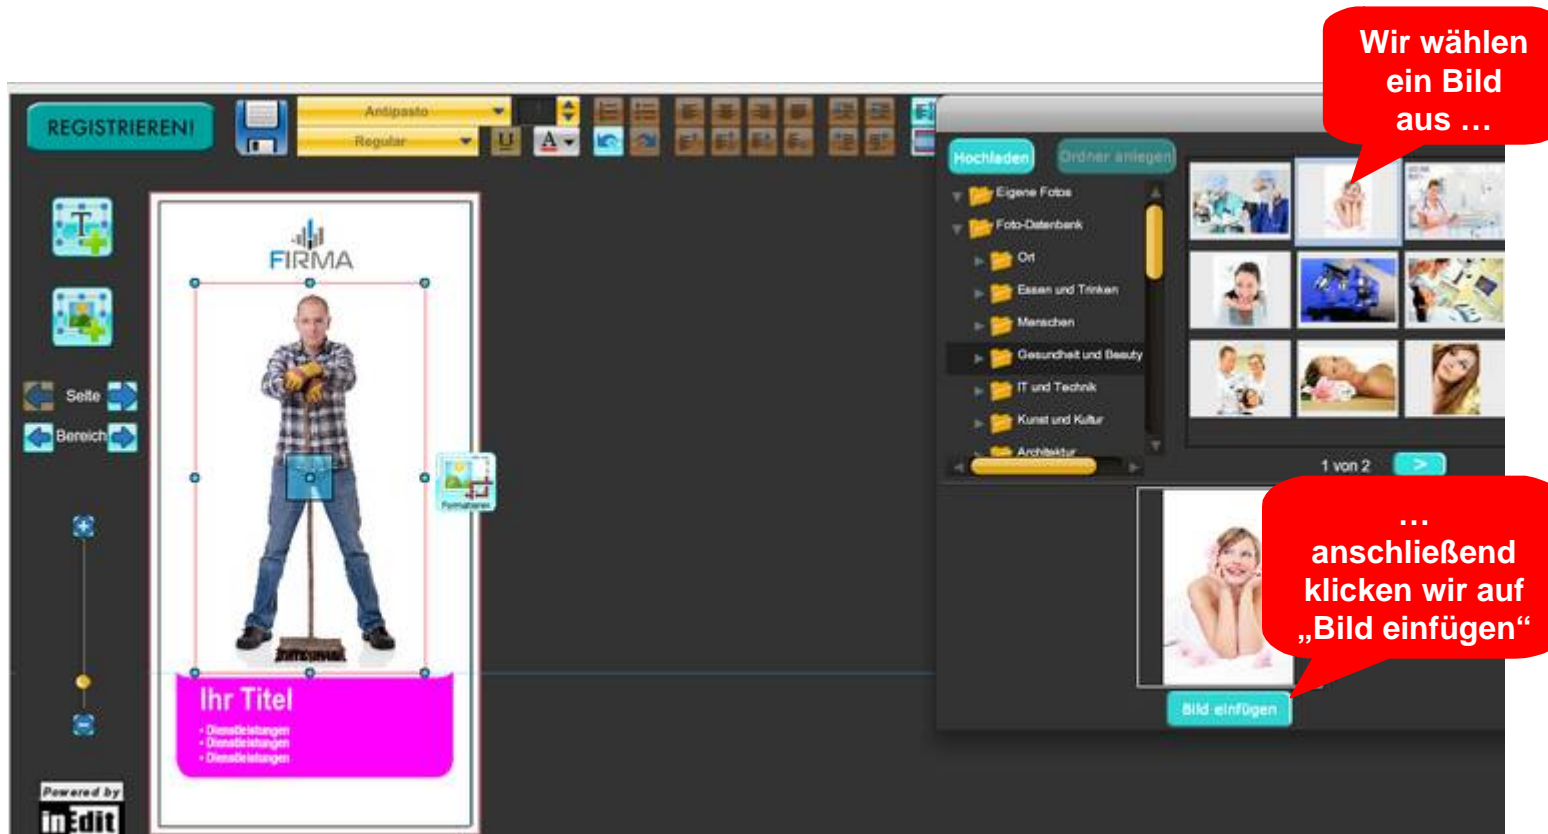 Wir wählen
ein Bild
aus …
REGISTRIEREN!
Antipasto
Regular
U
A
Hochladen
Ordner anlegen
Eigene Fotos
Foto-Datenbank
Ort
Essen und Trinken
Menschen
Gesundheit und Beauty
IT und Technik
Kunst und Kultur
Architektur
1 von 2
>
T
Seite
Bereich
FIRMA
Formatieren
Ihr Titel
• Dienstleistungen
• Dienstleistungen
• Dienstleistungen
…
anschließend
klicken wir auf
„Bild einfügen“
Bild einfügen
Powered by
inEdit